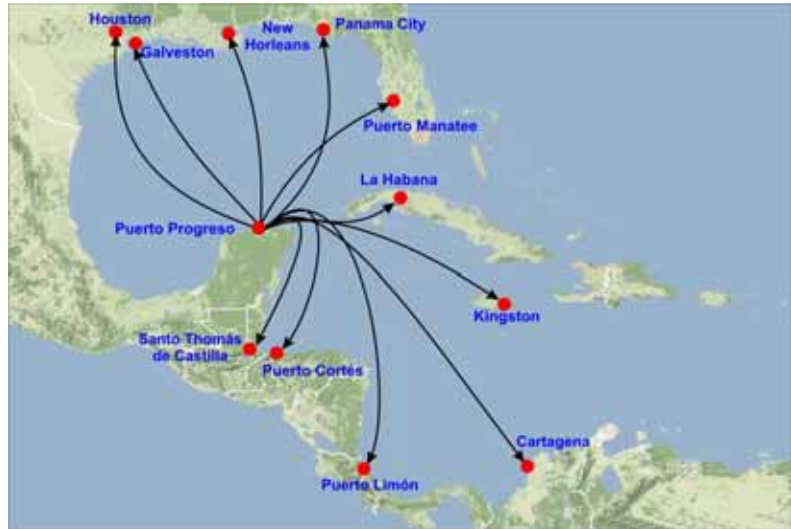 Houston
Galveston
New
Horleans
Panama City
Puerto Manatee
La Habana
Puerto Progreso
Kingston
Santo Thomás
de Castilla
Puerto Cortés
Cartagena
Puerto Limón